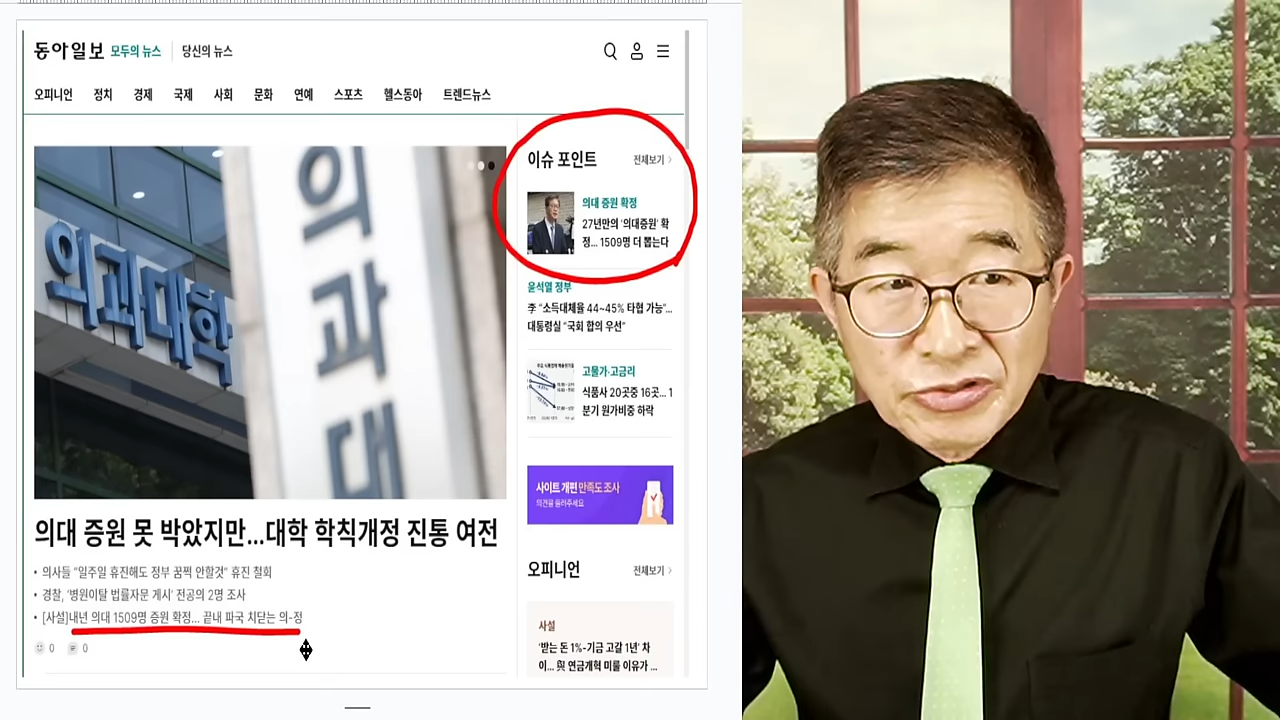 동아일보 모두의 뉴스 당신의 뉴스
오피니언 정치 경제 국제 사회 문화 연예 스포츠 헬스동아 트렌드뉴스
의과대학
의과대
의대 증원 못 박았지만...대학 학칙개정 진통 여전
• 의사들 “일주일 휴진해도 정부 꿈쩍 안할것” 휴진 철회
• 경찰, ‘병원이탈 법률자문 게시’ 전공의 2명 조사
• [사설]내년 의대 1509명 증원 확정... 끝내 파국 치닫는 의-정
0 0
이슈 포인트 전체보기
의대 증원 확정
27년만의 ‘의대증원’ 확
정... 1509명 더 뽑는다
윤석열 정부
李 “소득대체율 44~45% 타협 가능”...
대통령실 “국회 합의 우선”
고물가·고금리
식품사 20곳중 16곳... 1
분기 원가비중 하락
사이트 개편 만족도 조사
의견을 들려주세요
오피니언 전체보기
사설
‘받는 돈 1%-기금 고갈 1년’ 차
이... 與 연금개혁 미룰 이유가 ...